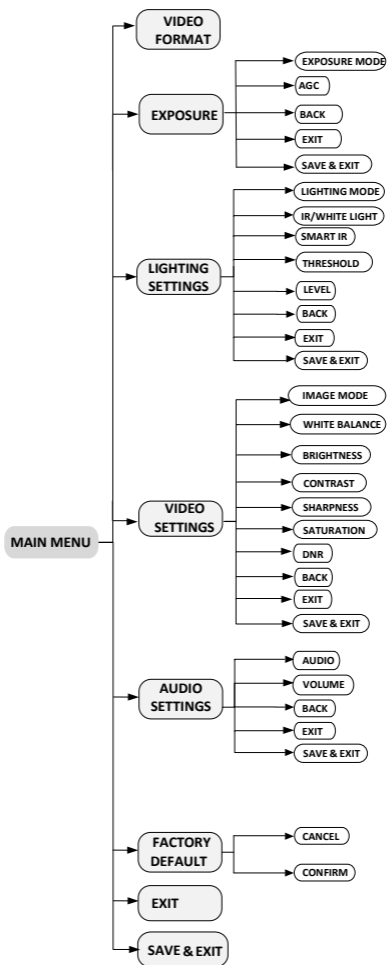 MAIN MENU
VIDEO
FORMAT
EXPOSURE
EXPOSURE MODE
AGC
BACK
EXIT
SAVE & EXIT
LIGHTING
SETTINGS
LIGHTING MODE
IR/WHITE LIGHT
SMART IR
THRESHOLD
LEVEL
BACK
EXIT
SAVE & EXIT
VIDEO
SETTINGS
IMAGE MODE
WHITE BALANCE
BRIGHTNESS
CONTRAST
SHARPNESS
SATURATION
DNR
BACK
EXIT
SAVE & EXIT
AUDIO
SETTINGS
AUDIO
VOLUME
BACK
EXIT
SAVE & EXIT
FACTORY
DEFAULT
CANCEL
CONFIRM
EXIT
SAVE & EXIT